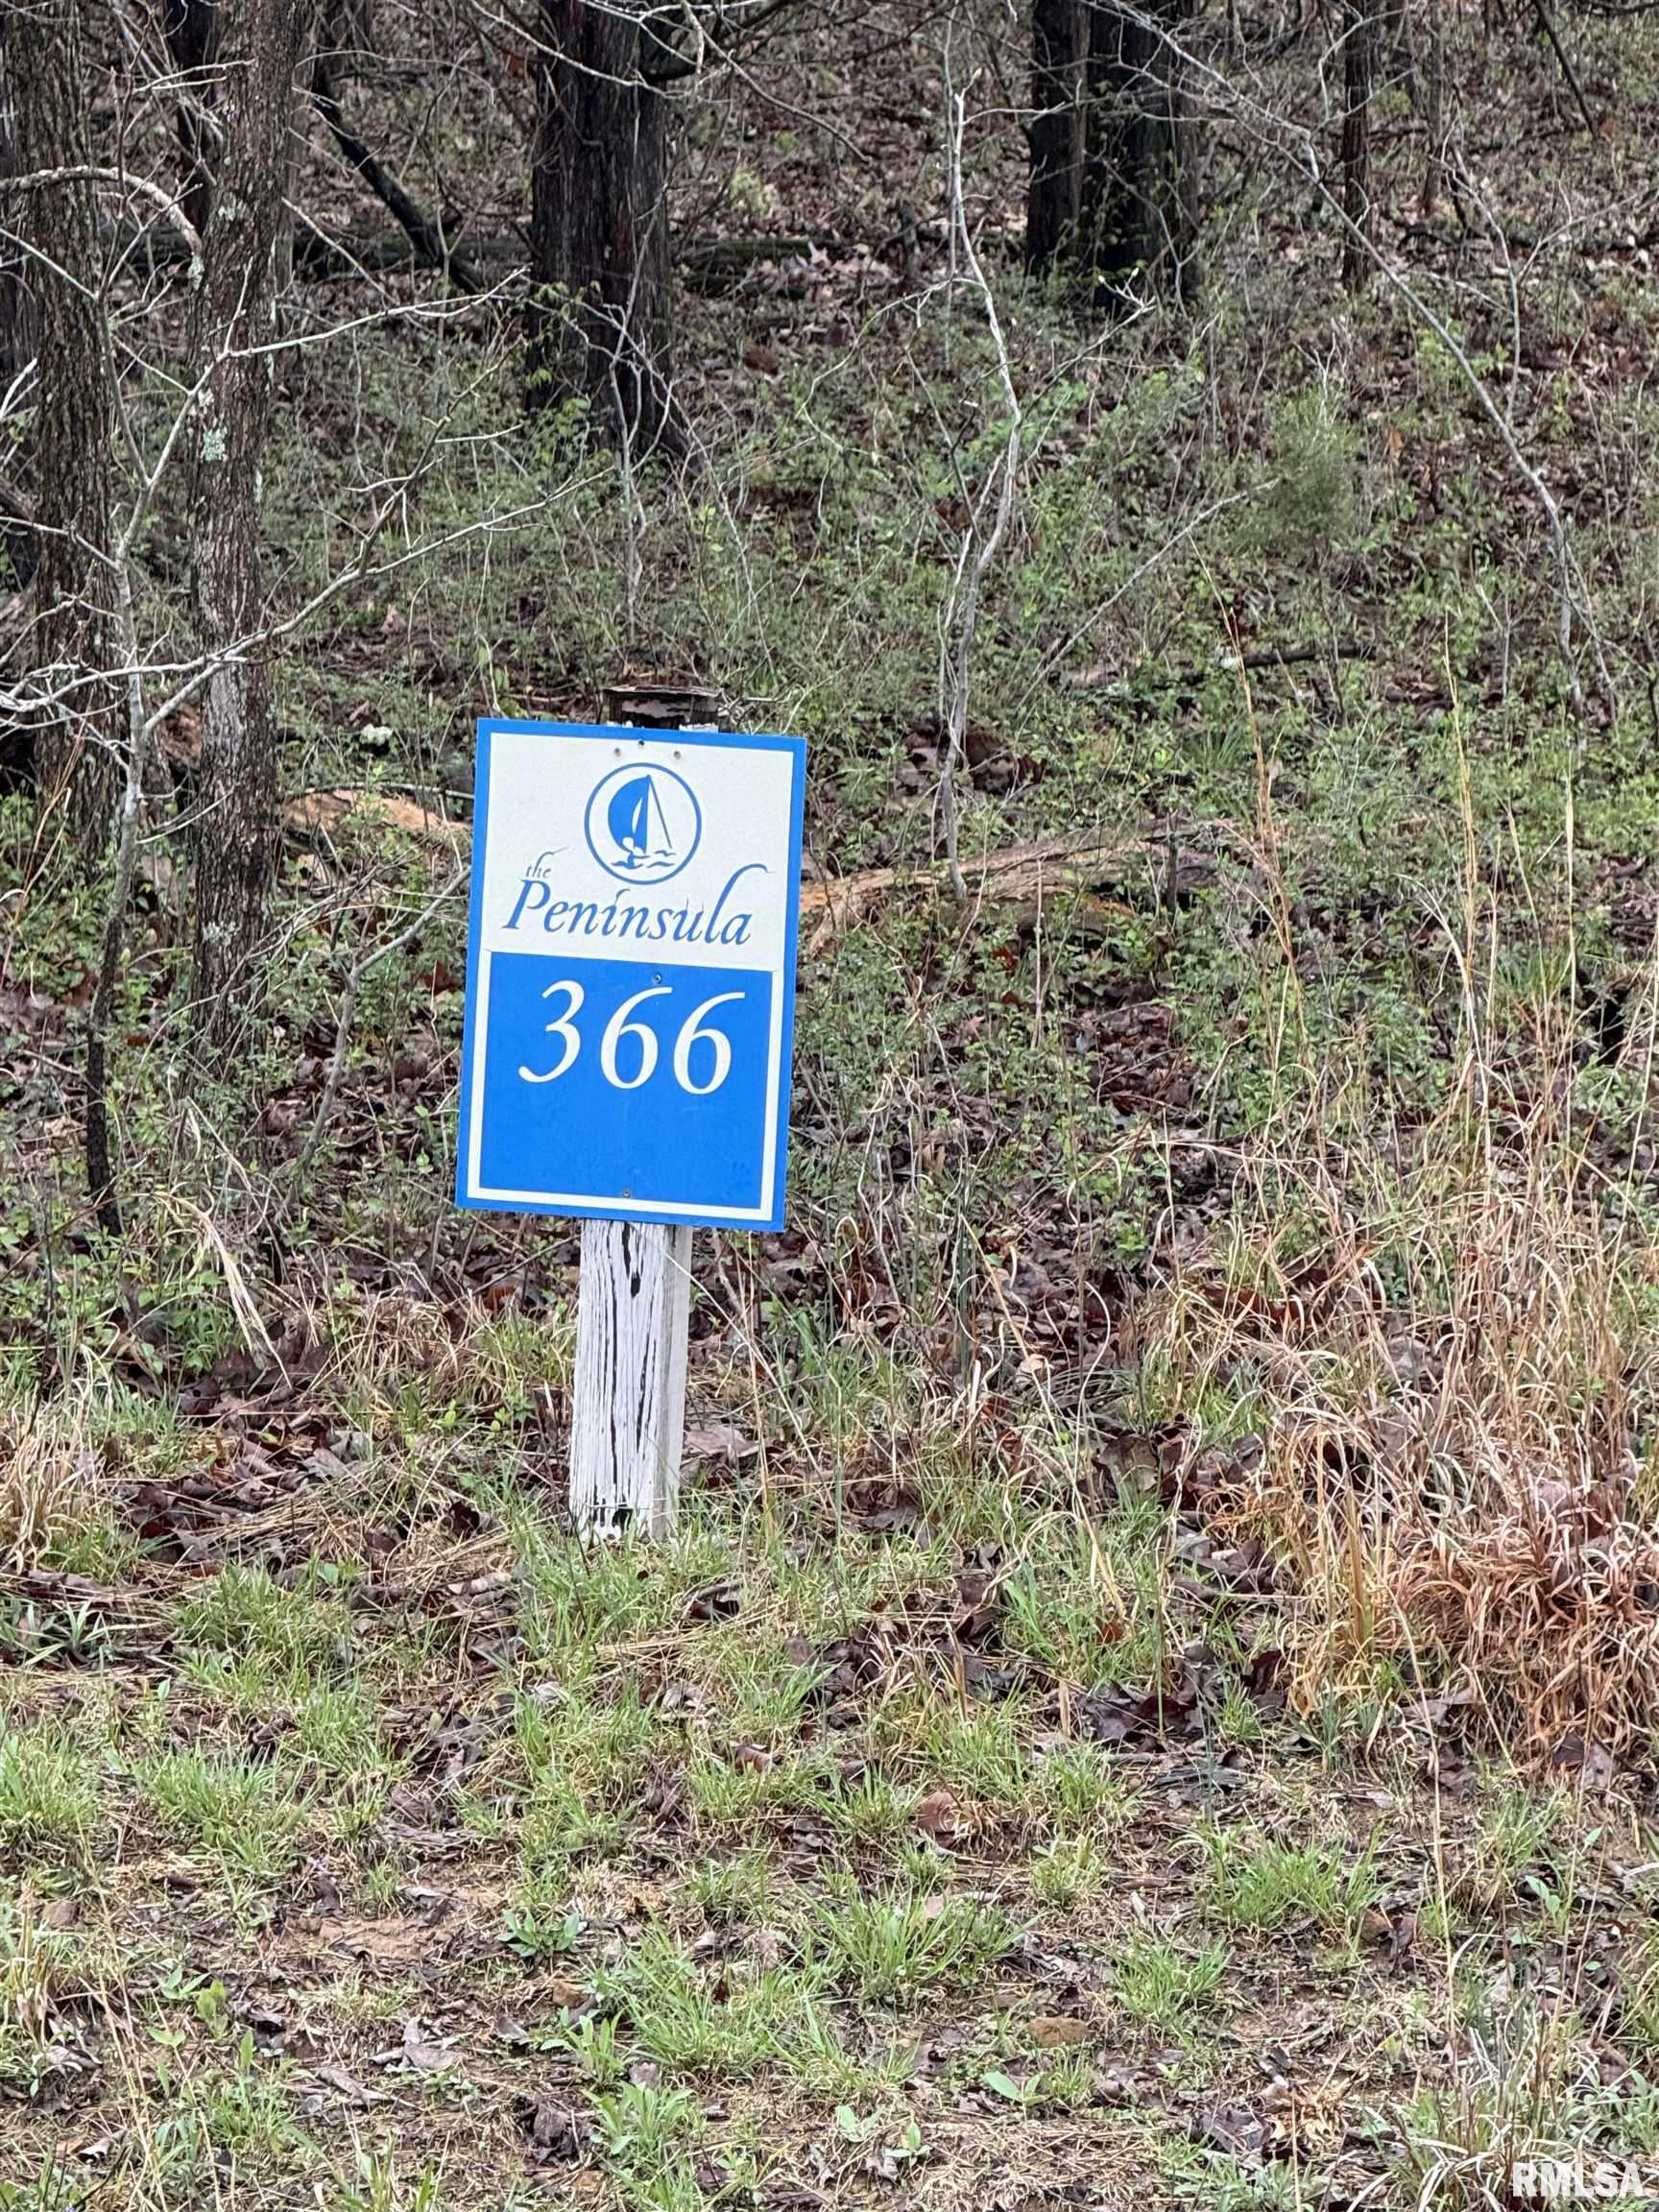 the
Peninsula
366
RMLSA